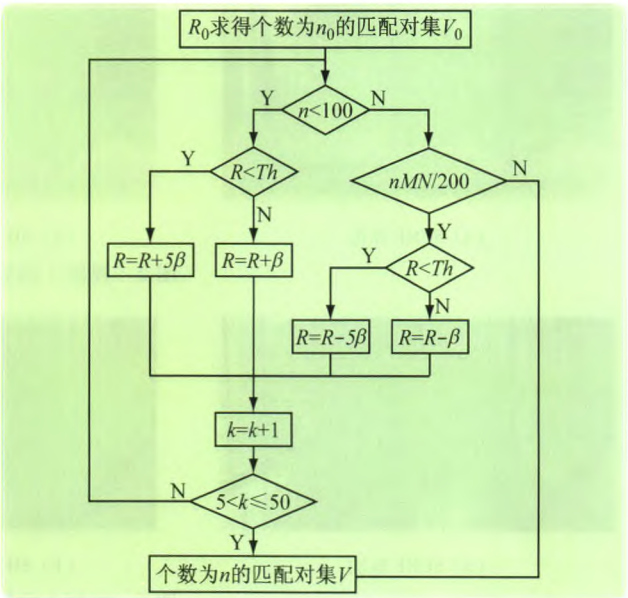 R₀求得个数为n₀的匹配对集V₀
Y n<100 N
Y R<Th nMN/200 N
N Y
R=R+5β R=R+β Y R<Th
N
R=R−5β R=R−β
k=k+1
N 5<k≤50
Y
个数为n的匹配对集V